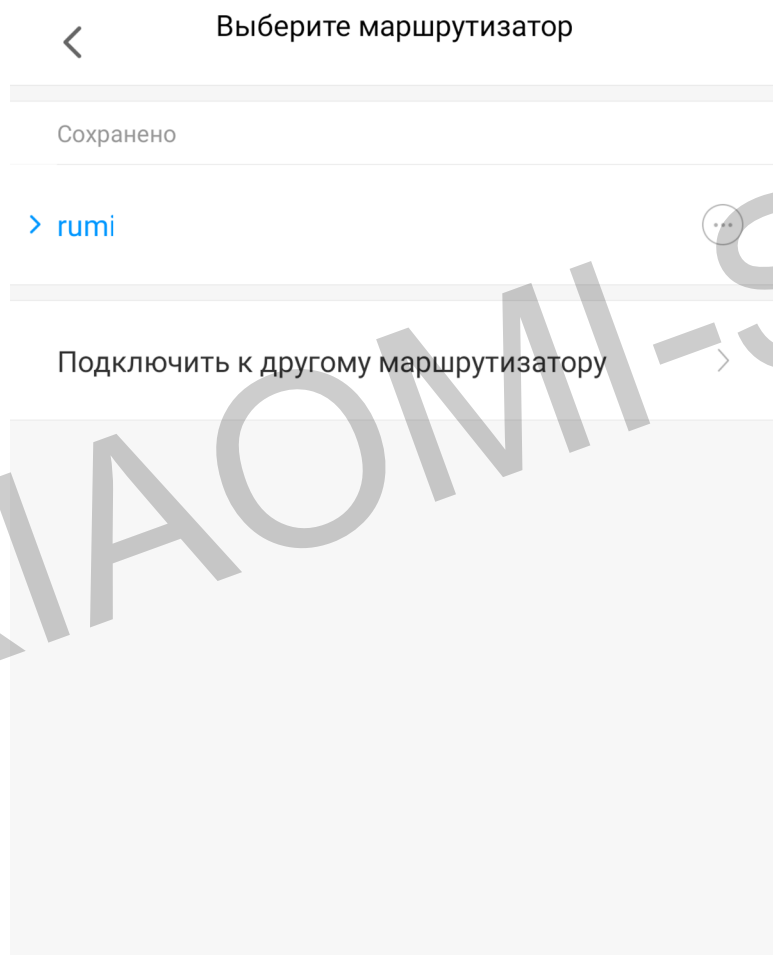 Выберите маршрутизатор
Сохранено
rumi
Подключить к другому маршрутизатору
XIAOMI-S